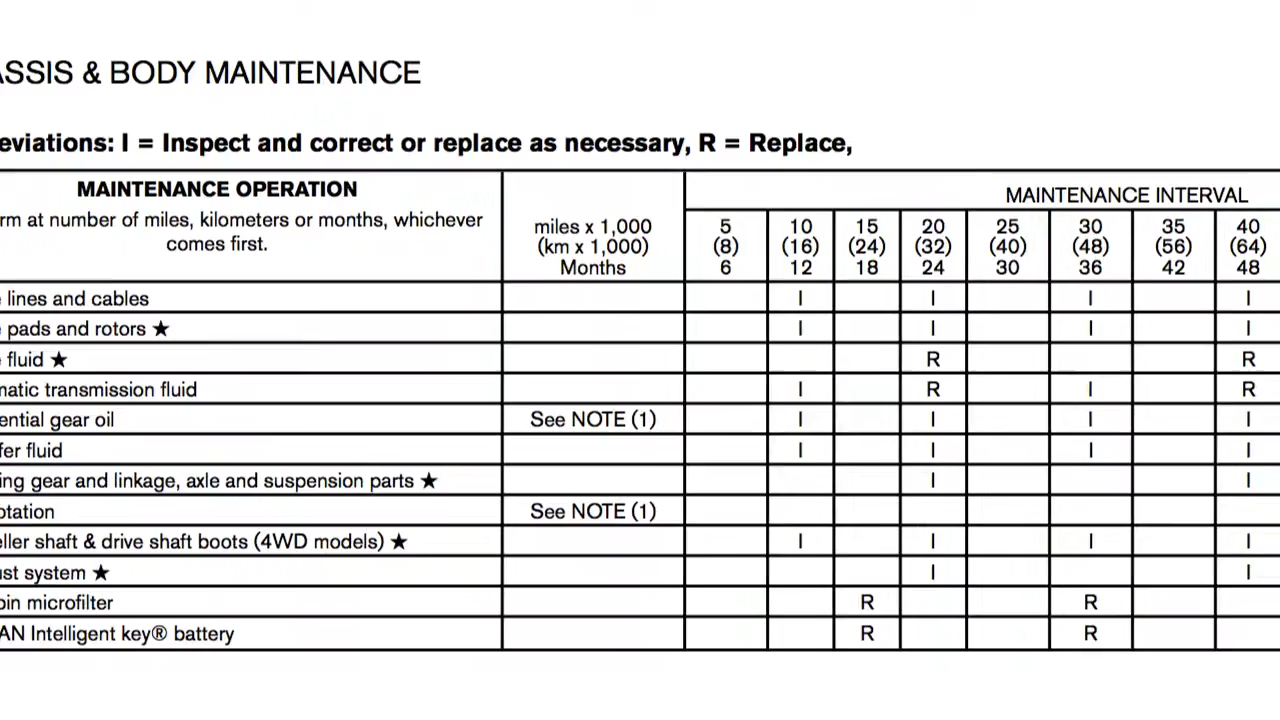 ASSIS & BODY MAINTENANCE
eviations: I = Inspect and correct or replace as necessary, R = Replace,
MAINTENANCE OPERATION
rm at number of miles, kilometers or months, whichever
comes first.
miles x 1,000
(km x 1,000)
Months
MAINTENANCE INTERVAL
5 10 15 20 25 30 35 40
(8) (16) (24) (32) (40) (48) (56) (64)
6 12 18 24 30 36 42 48
lines and cables I I I I
pads and rotors ★ I I I I
fluid ★ R R
matic transmission fluid I R I R
ential gear oil See NOTE (1) I I I I
fer fluid I I I I
ing gear and linkage, axle and suspension parts ★ I I
otation See NOTE (1)
eller shaft & drive shaft boots (4WD models) ★ I I I I
ust system ★ I I
bin microfilter R R
AN Intelligent key® battery R R